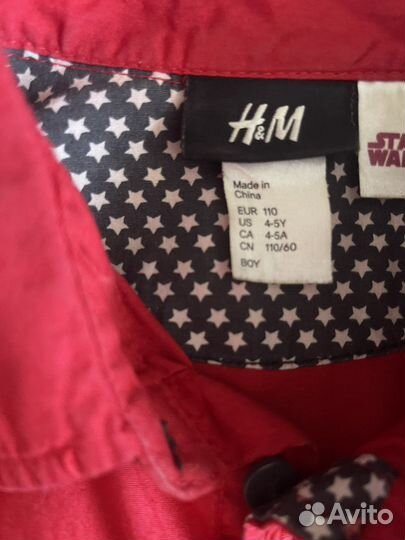 H&M
STAR
WARS
Made in
China
EUR 110
US 4-5Y
CA 4-5A
CN 110/60
BOY
Avito